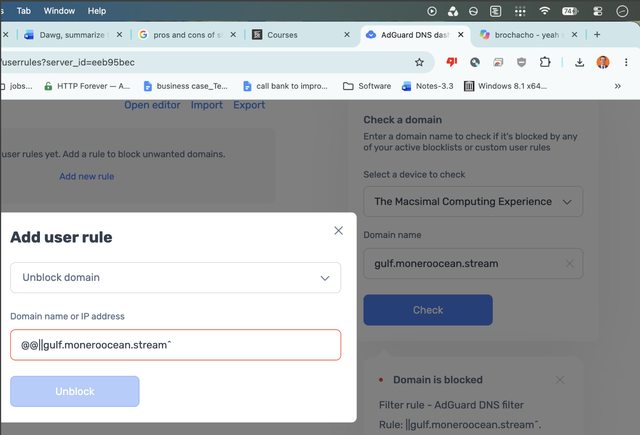 Tab Window Help
74
Dawg, summarize t
pros and cons of s
Courses
AdGuard DNS dash
brochacho - yeah s
/userrules?server_id=eeb95bec
jobs...
HTTP Forever — A...
business case_Te...
call bank to impro...
Software
Notes-3.3
Windows 8.1 x64...
Open editor Import Export
user rules yet. Add a rule to block unwanted domains.
Add new rule
Check a domain
Enter a domain name to check if it's blocked by any
of your active blocklists or custom user rules
Select a device to check
The Macsimal Computing Experience
Domain name
gulf.moneroocean.stream
Check
Domain is blocked
Filter rule - AdGuard DNS filter
Rule: ||gulf.moneroocean.stream^.
Add user rule
Unblock domain
Domain name or IP address
@@||gulf.moneroocean.stream^
Unblock